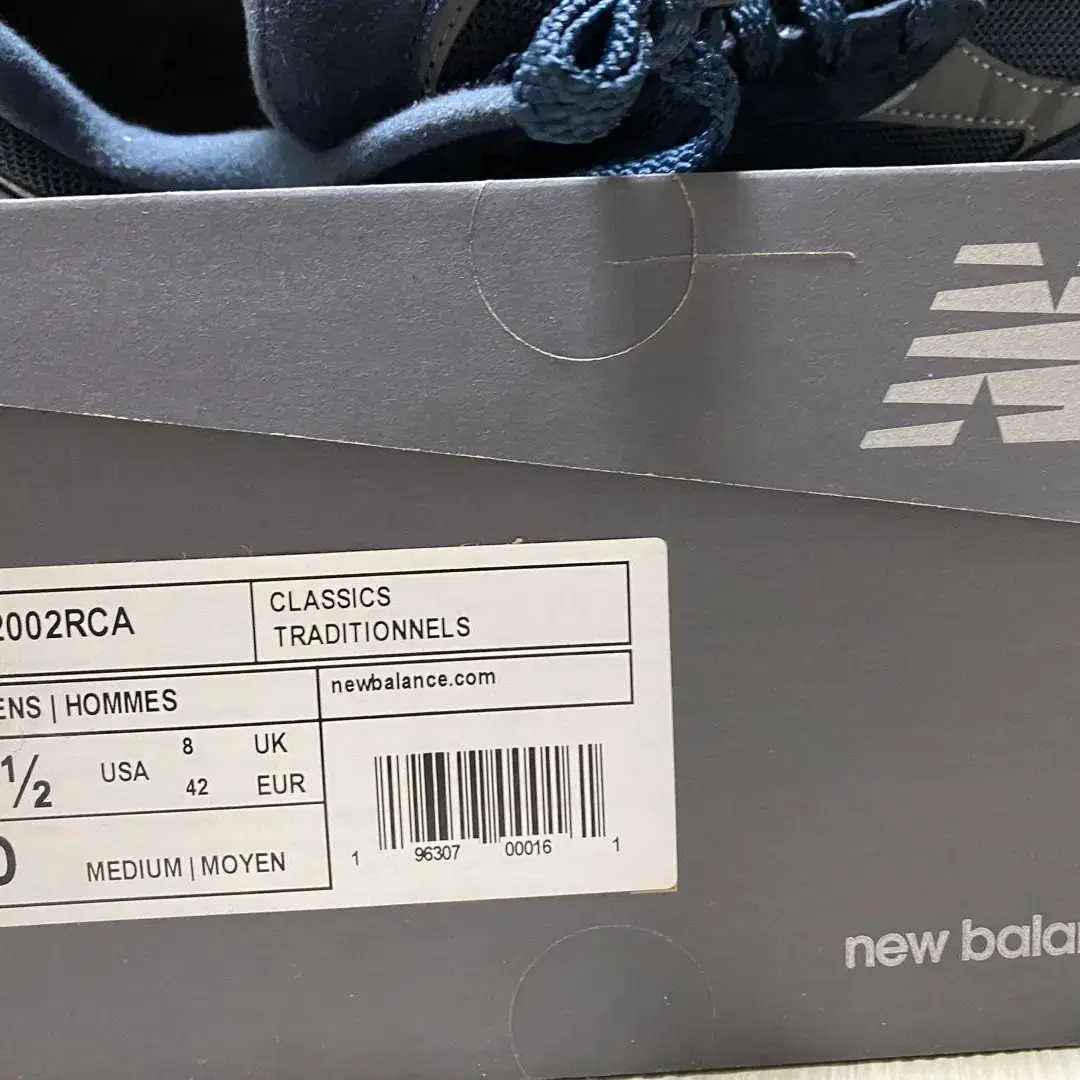 2002RCA
CLASSICS
TRADITIONNELS
ENS | HOMMES
newbalance.com
1/2 USA 8 UK
42 EUR
D MEDIUM | MOYEN
1 96307 00016 1
new bala